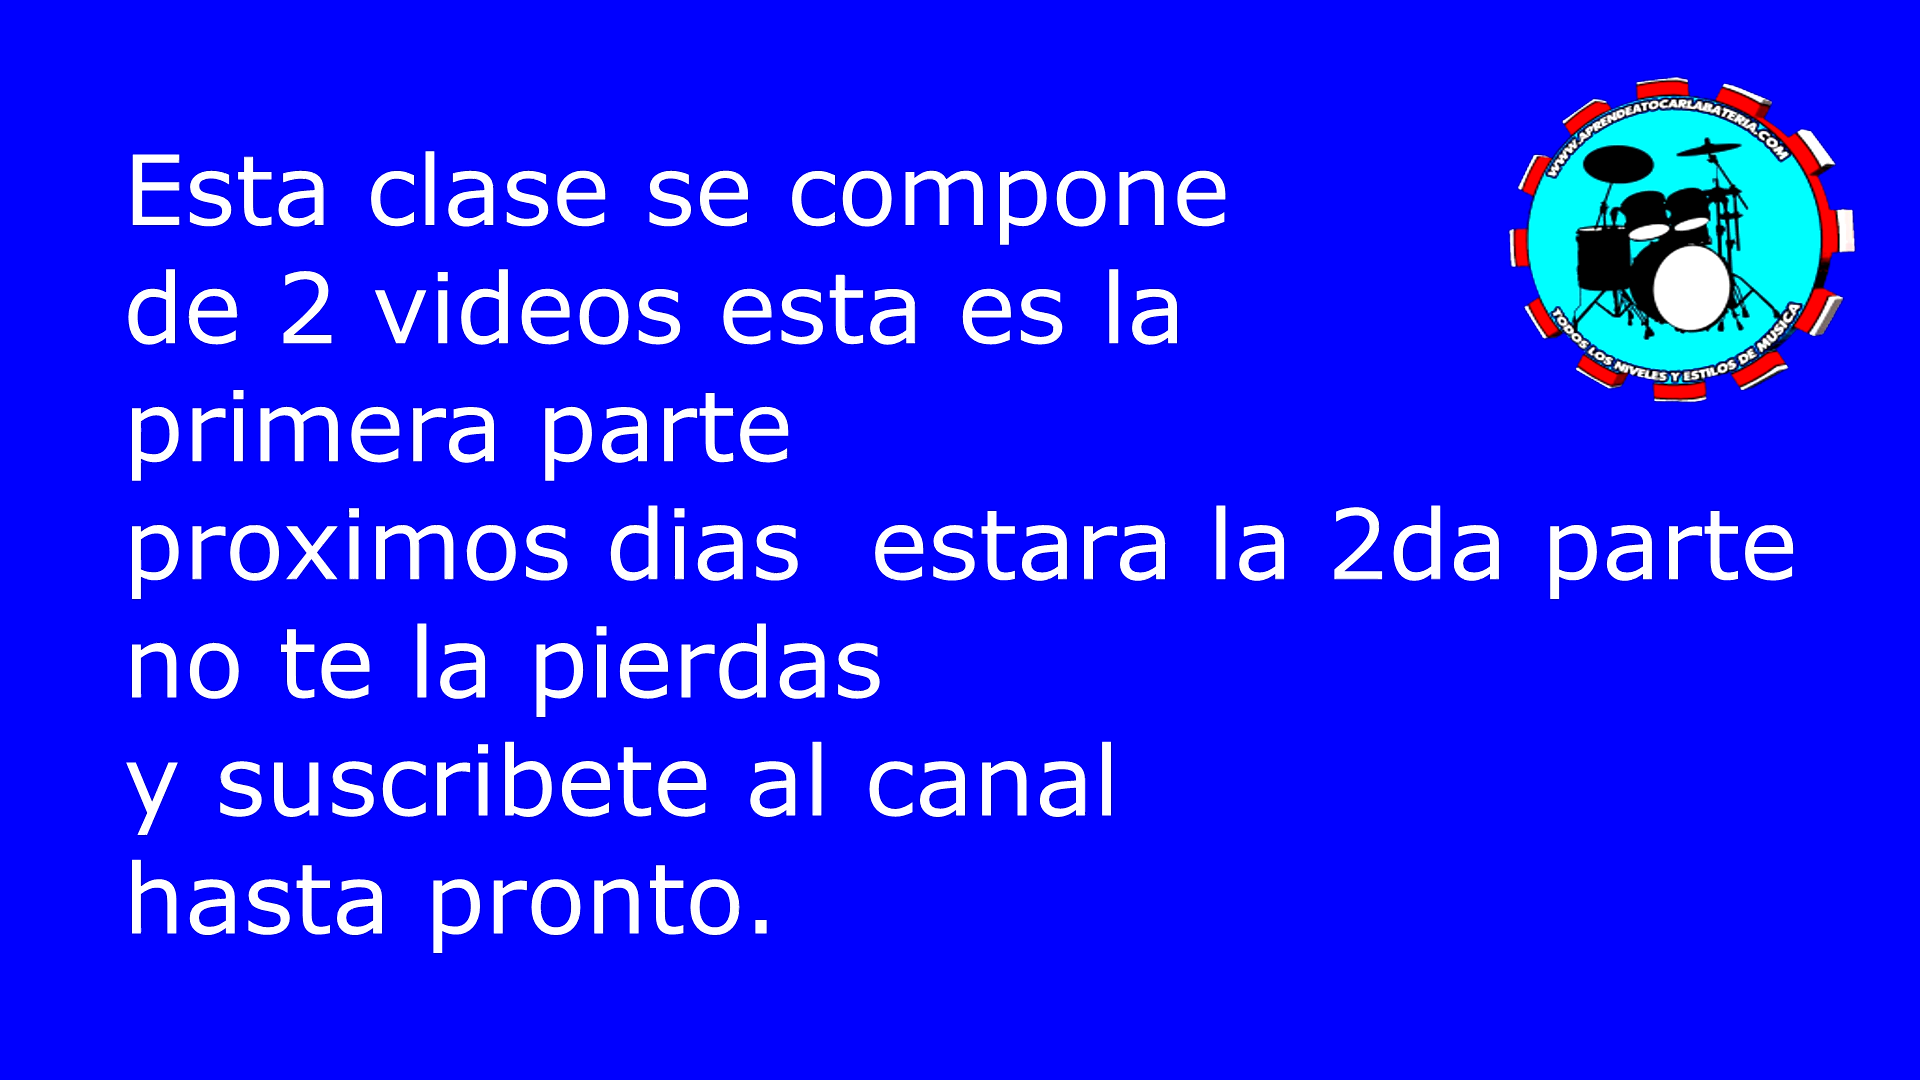 Esta clase se compone
de 2 videos esta es la
primera parte
proximos dias  estara la 2da parte
no te la pierdas
y suscribete al canal
hasta pronto.
WWW.APRENDEATOCARLABATERIA.COM
TODOS LOS NIVELES Y ESTILOS DE MUSICA